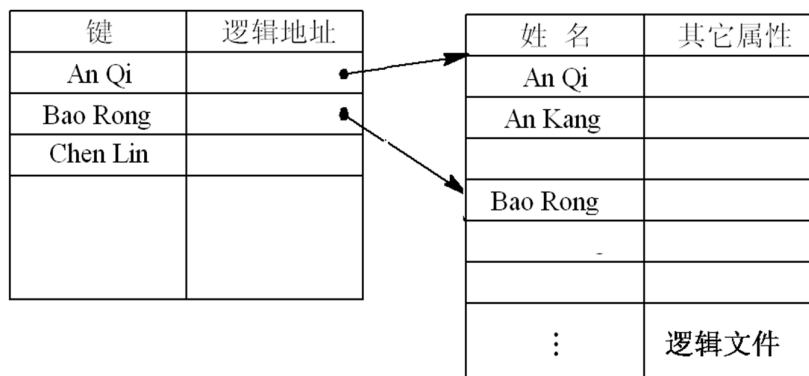 键 逻辑地址
An Qi
Bao Rong
Chen Lin
姓 名 其它属性
An Qi
An Kang
Bao Rong
⋮ 逻辑文件